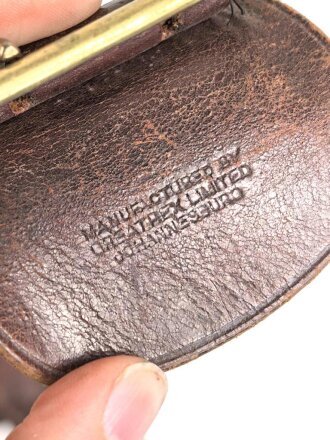 MANUFACTURED BY
GREATREX LIMITED
JOHANNESBURG